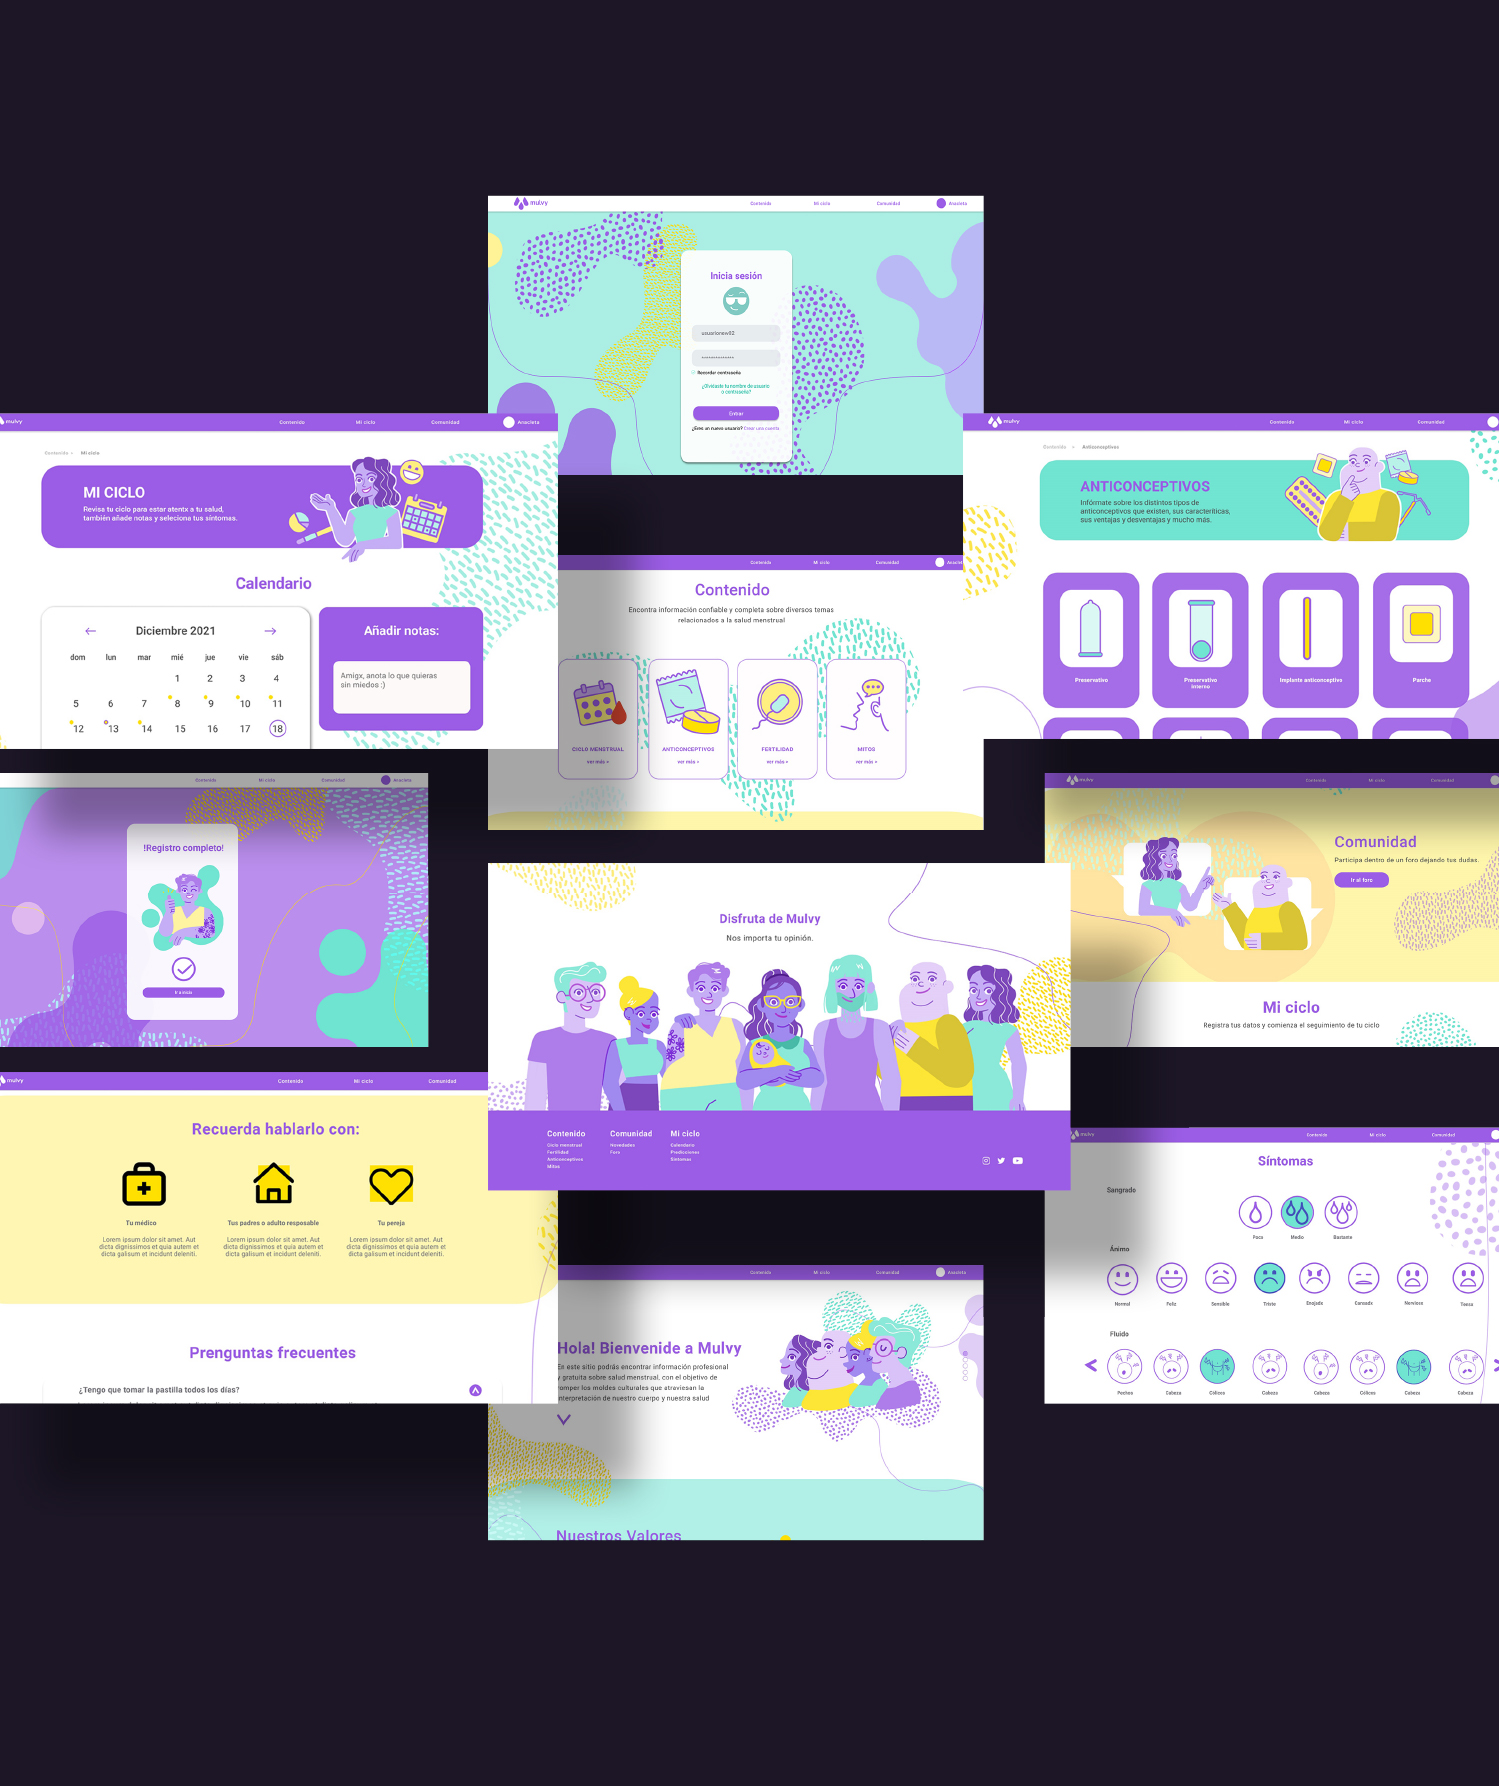 mulvy
Contenido
Mi ciclo
Comunidad
Anacleta
Inicia sesión
usuarionew02
Recordar contraseña
¿Olvidaste tu nombre de usuario
o contraseña?
Entrar
¿Eres un nuevo usuario? Crear una cuenta
mulvy
Contenido
Mi ciclo
Comunidad
Anacleta
Contenido > Mi ciclo
MI CICLO
Revisa tu ciclo para estar atentx a tu salud,
también añade notas y seleciona tus síntomas.
Calendario
Diciembre 2021
dom lun mar mié jue vie sáb
1 2 3 4
5 6 7 8 9 10 11
12 13 14 15 16 17 18
Añadir notas:
Amigx, anota lo que quieras
sin miedos :)
mulvy
Contenido
Mi ciclo
Comunidad
Contenido > Anticonceptivos
ANTICONCEPTIVOS
Infórmate sobre los distintos tipos de
anticonceptivos que existen, sus caracteríticas,
sus ventajas y desventajas y mucho más.
Preservativo
Preservativo
interno
Implante anticonceptivo
Parche
Contenido
Mi ciclo
Comunidad
Anaclet
Contenido
Encontra información confiable y completa sobre diversos temas
relacionados a la salud menstrual
CICLO MENSTRUAL
ver más >
ANTICONCEPTIVOS
ver más >
FERTILIDAD
ver más >
MITOS
ver más >
Contenido
Mi ciclo
Comunidad
Anacleta
!Registro completo!
Ir a inicio
mulvy
Contenido
Mi ciclo
Comunidad
Comunidad
Participa dentro de un foro dejando tus dudas.
Ir al foro
Mi ciclo
Registra tus datos y comienza el seguimiento de tu ciclo
Disfruta de Mulvy
Nos importa tu opinión.
Contenido
Ciclo menstrual
Fertilidad
Anticonceptivos
Mitos
Comunidad
Novedades
Foro
Mi ciclo
Calendario
Predicciones
Síntomas
mulvy
Contenido
Mi ciclo
Comunidad
Recuerda hablarlo con:
Tu médico
Lorem ipsum dolor sit amet. Aut
dicta dignissimos et quia autem et
dicta galisum et incidunt deleniti.
Tus padres o adulto resposable
Lorem ipsum dolor sit amet. Aut
dicta dignissimos et quia autem et
dicta galisum et incidunt deleniti.
Tu pereja
Lorem ipsum dolor sit amet. Aut
dicta dignissimos et quia autem et
dicta galisum et incidunt deleniti.
Prenguntas frecuentes
¿Tengo que tomar la pastilla todos los días?
mulvy
Contenido
Mi ciclo
Comunidad
Síntomas
Sangrado
Poco
Medio
Bastante
Ánimo
Normal
Feliz
Sensible
Triste
Enojadx
Cansadx
Nerviosx
Tensx
Fluido
Pechos
Cabeza
Cólicos
Cabeza
Cabeza
Cólicos
Cabeza
Cabeza
Contenido
Mi ciclo
Comunidad
Anacleta
Hola! Bienvenide a Mulvy
En este sitio podrás encontrar información profesional
y gratuita sobre salud menstrual, con el objetivo de
romper los moldes culturales que atraviesan la
interpretación de nuestro cuerpo y nuestra salud
Nuestros Valores